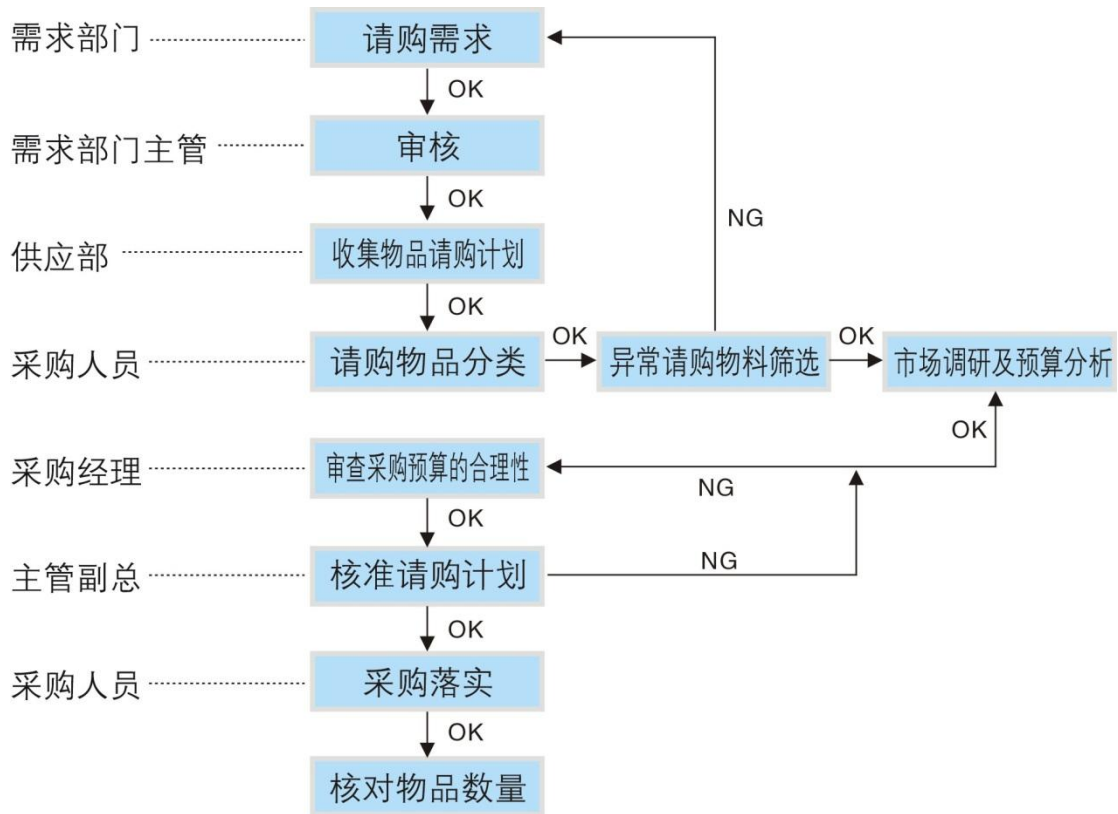 需求部门
请购需求
OK
需求部门主管
审核
OK
NG
供应部
收集物品请购计划
OK
采购人员
请购物品分类
OK
异常请购物料筛选
OK
市场调研及预算分析
OK
采购经理
审查采购预算的合理性
NG
OK
主管副总
核准请购计划
NG
OK
采购人员
采购落实
OK
核对物品数量